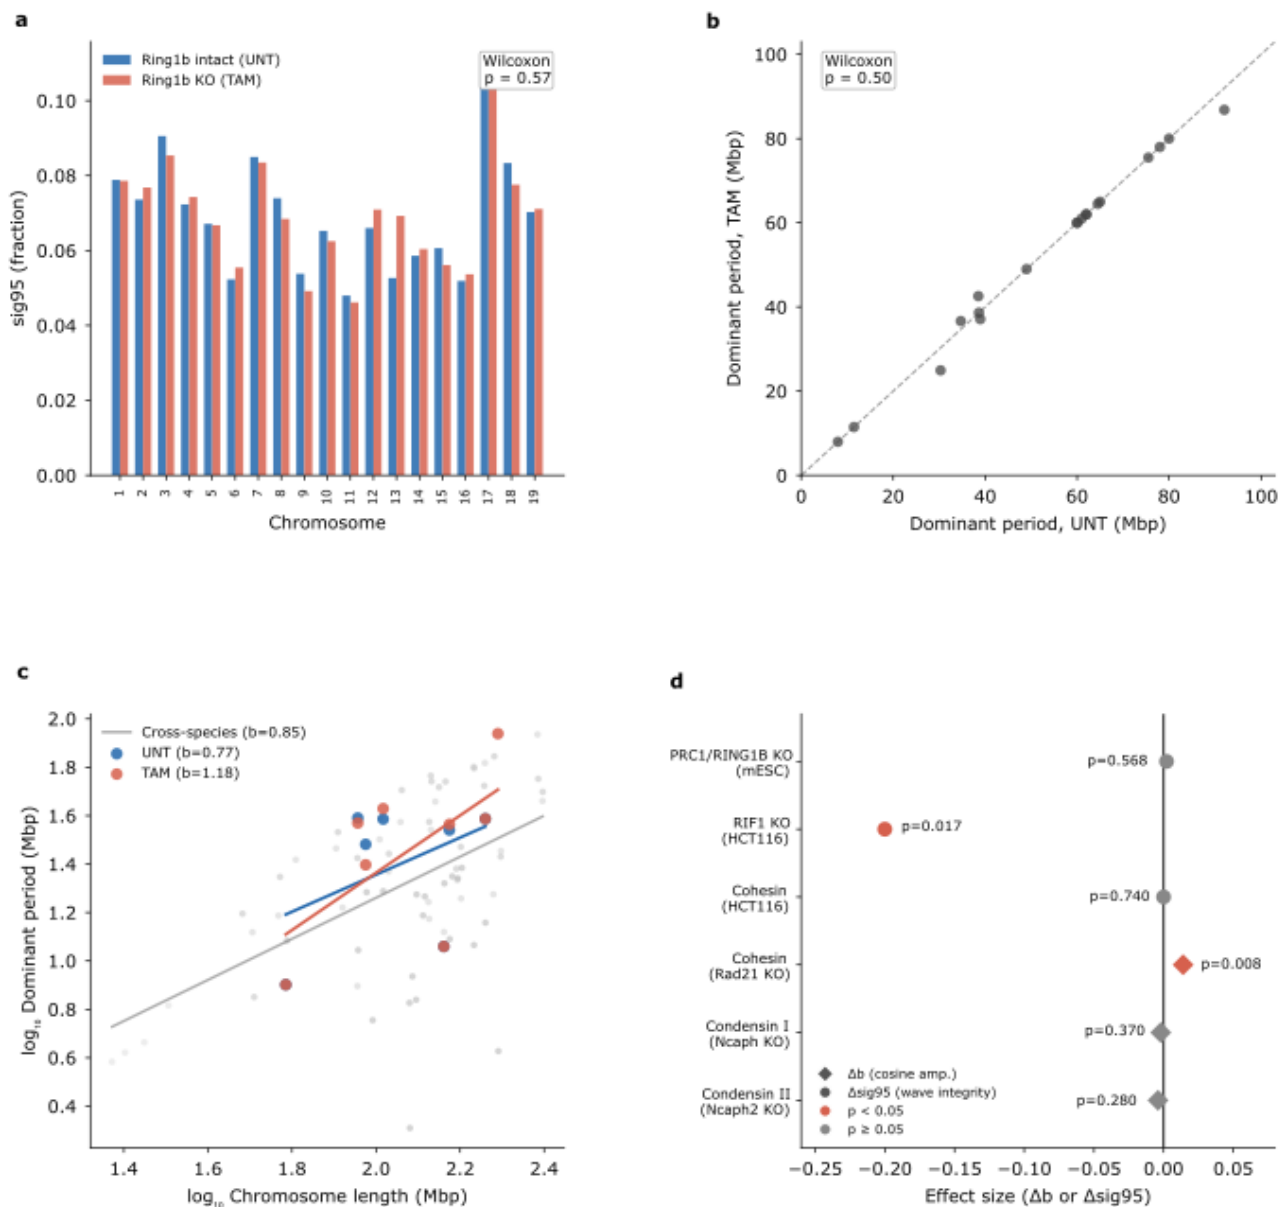 a
Ring1b intact (UNT)
Ring1b KO (TAM)
Wilcoxon
p = 0.57
sig95 (fraction)
0.10
0.08
0.06
0.04
0.02
0.00
1 2 3 4 5 6 7 8 9 10 11 12 13 14 15 16 17 18 19
Chromosome
b
Wilcoxon
p = 0.50
Dominant period, TAM (Mbp)
100
80
60
40
20
0
0 20 40 60 80 100
Dominant period, UNT (Mbp)
c
Cross-species (b=0.85)
UNT (b=0.77)
TAM (b=1.18)
log₁₀ Dominant period (Mbp)
2.0
1.8
1.6
1.4
1.2
1.0
0.8
0.6
0.4
1.4 1.6 1.8 2.0 2.2 2.4
log₁₀ Chromosome length (Mbp)
d
PRC1/RING1B KO
(mESC)
p=0.568
RIF1 KO
(HCT116)
p=0.017
Cohesin
(HCT116)
p=0.740
Cohesin
(Rad21 KO)
p=0.008
Condensin I
(Ncaph KO)
p=0.370
Condensin II
(Ncaph2 KO)
p=0.280
Δb (cosine amp.)
Δsig95 (wave integrity)
p < 0.05
p ≥ 0.05
−0.25 −0.20 −0.15 −0.10 −0.05 0.00 0.05
Effect size (Δb or Δsig95)